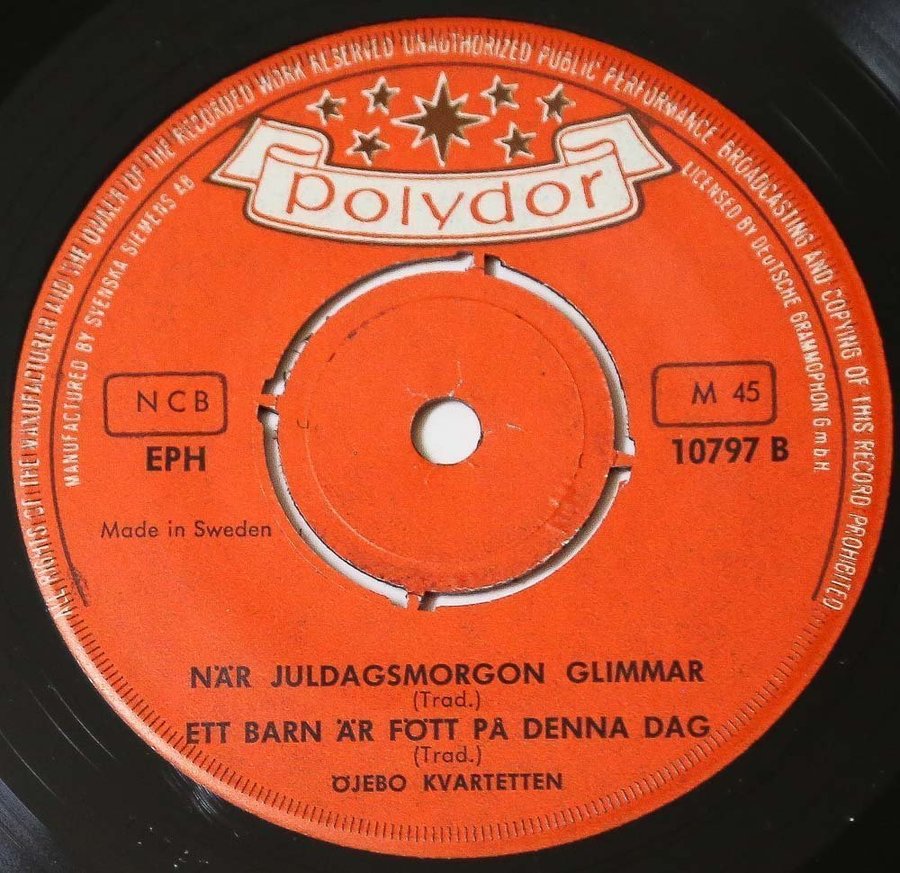 ALL RIGHTS OF THE MANUFACTURER AND THE OWNER OF THE RECORDED WORK RESERVED UNAUTHORIZED PUBLIC PERFORMANCE BROADCASTING AND COPYING OF THIS RECORD PROHIBITED
MANUFACTURED BY SVENSKA SIEMENS AB
LICENSED BY DEUTSCHE GRAMMOPHON GmbH
polydor
NCB
M 45
EPH
10797 B
Made in Sweden
NÄR JULDAGSMORGON GLIMMAR
(Trad.)
ETT BARN ÄR FÖTT PÅ DENNA DAG
(Trad.)
ÖJEBO KVARTETTEN